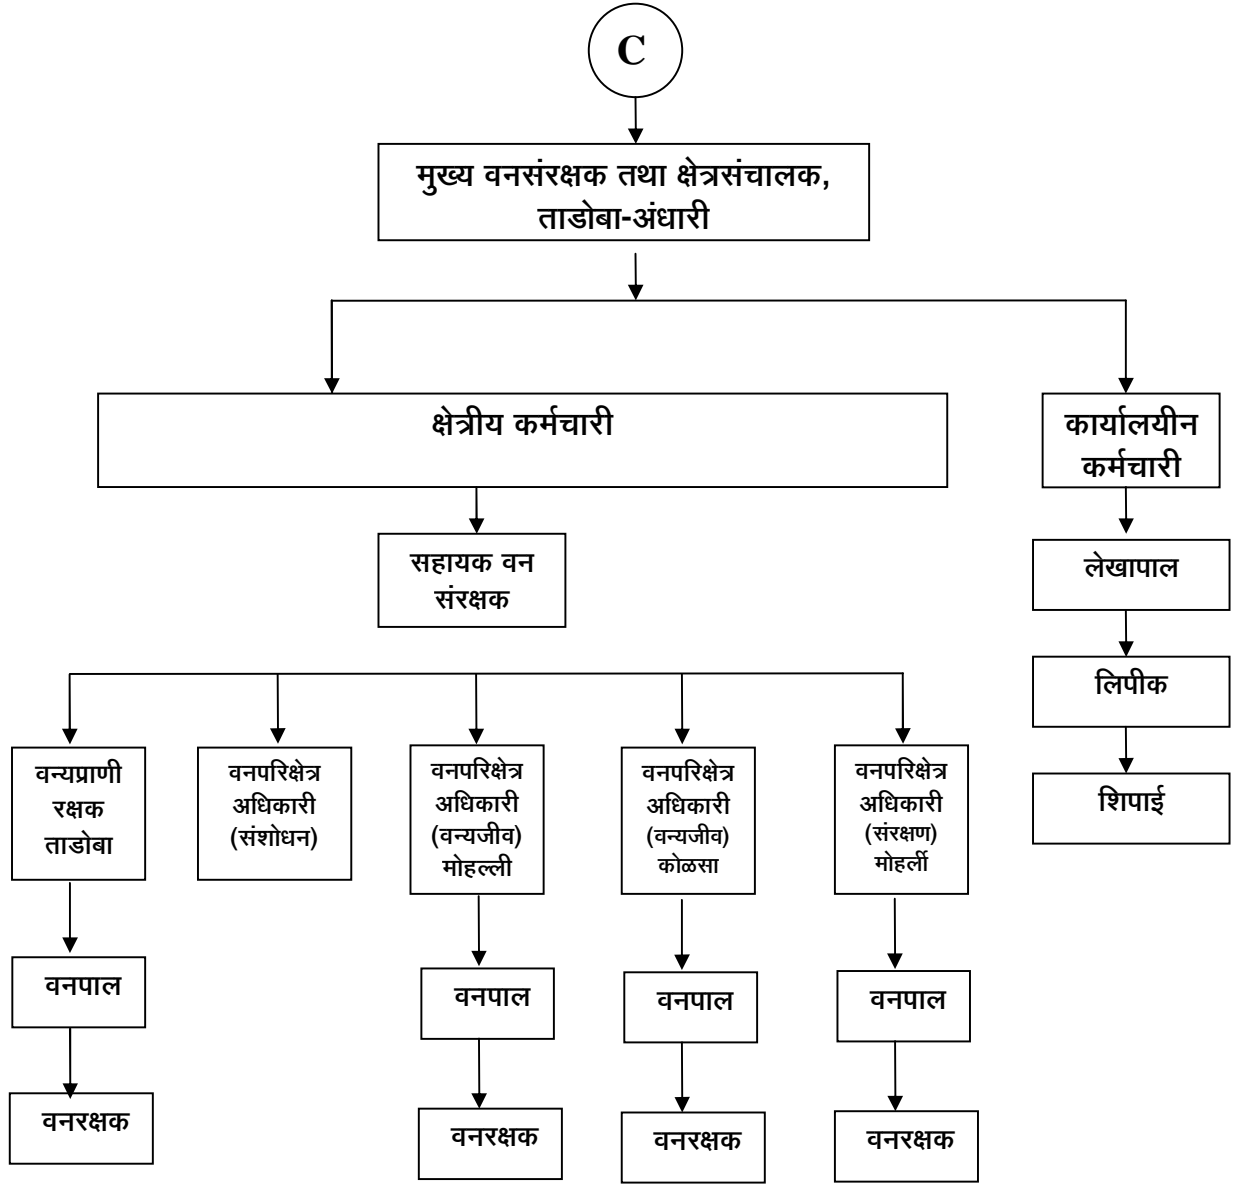 C
मुख्य वनसंरक्षक तथा क्षेत्रसंचालक,
ताडोबा-अंधारी
क्षेत्रीय कर्मचारी
कार्यालयीन
कर्मचारी
सहायक वन
संरक्षक
लेखापाल
लिपीक
शिपाई
वन्यप्राणी
रक्षक
ताडोबा
वनपरिक्षेत्र
अधिकारी
(संशोधन)
वनपरिक्षेत्र
अधिकारी
(वन्यजीव)
मोहल्ली
वनपरिक्षेत्र
अधिकारी
(वन्यजीव)
कोळसा
वनपरिक्षेत्र
अधिकारी
(संरक्षण)
मोहर्ली
वनपाल
वनपाल
वनपाल
वनपाल
वनरक्षक
वनरक्षक
वनरक्षक
वनरक्षक